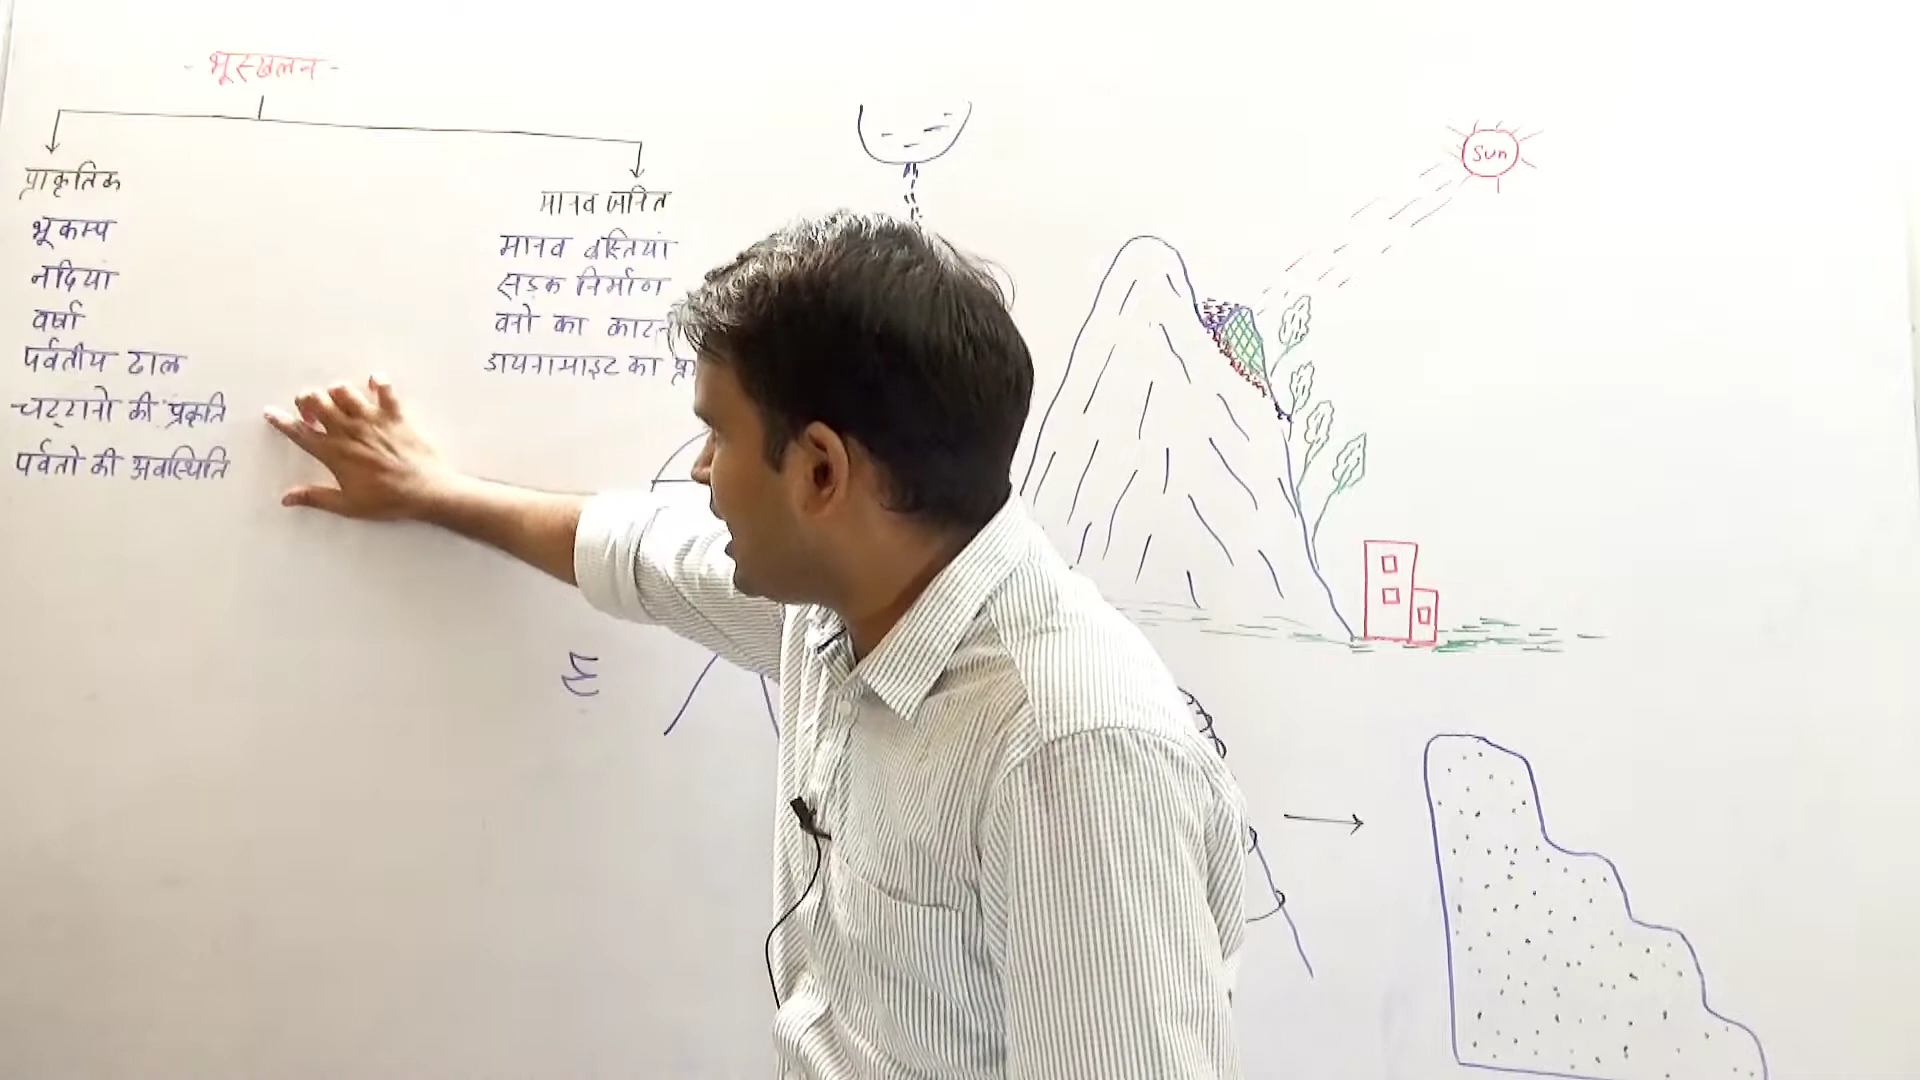 - भूस्खलन -
प्राकृतिक
भूकम्प
नदियां
वर्षा
पर्वतीय ढाल
चट्टानो की प्रकृति
पर्वतो की अवस्थिति
मानव जनित
मानव बस्तियां
सड़क निर्माण
वनो का काटना
डायनामाइट का
Sun